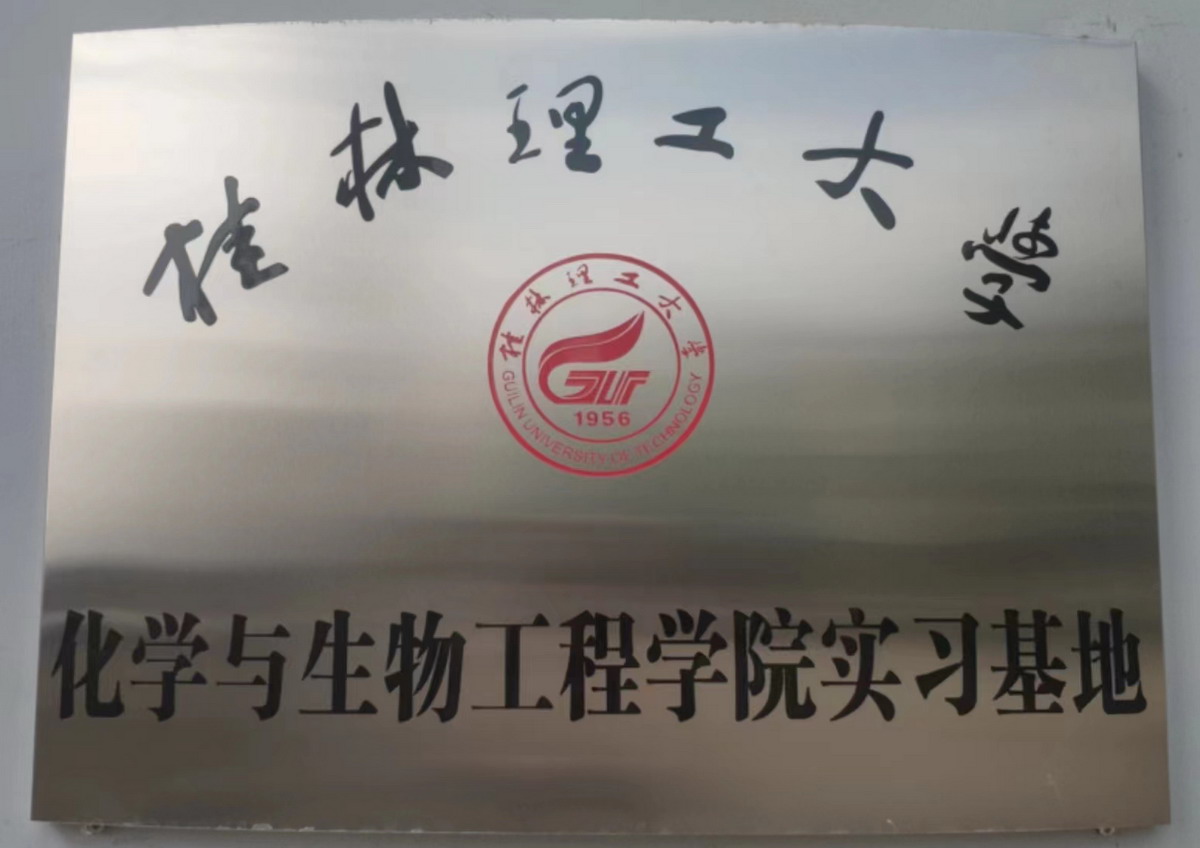 桂林理工大學
桂林理工大学
GUT
1956
GUILIN UNIVERSITY OF TECHNOLOGY
化学与生物工程学院实习基地